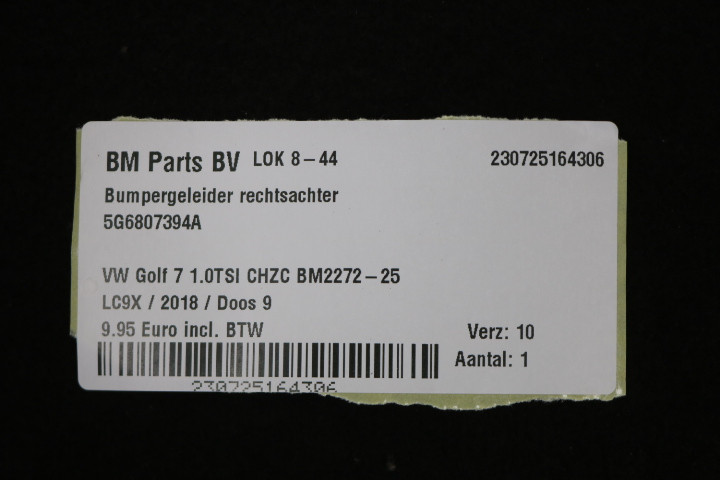 BM Parts BV LOK 8-44 230725164306
Bumpergeleider rechtsachter
5G6807394A
VW Golf 7 1.0TSI CHZC BM2272-25
LC9X / 2018 / Doos 9
9.95 Euro incl. BTW Verz: 10
Aantal: 1
230725164306